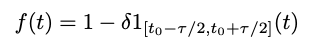 f(t) = 1 − δ1_{[t_0−τ/2,t_0+τ/2]}(t)